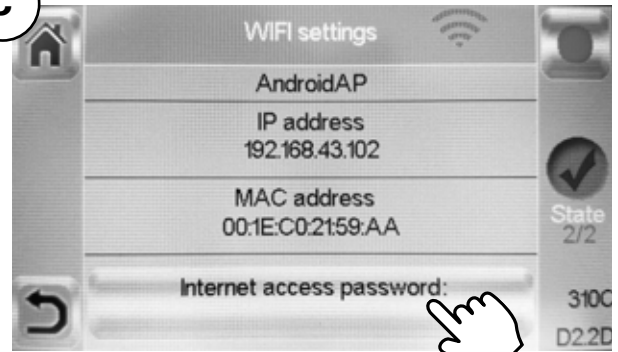 WIFI settings
AndroidAP
IP address
192.168.43.102
MAC address
00:1E:C0:21:59:AA
Internet access password:
State
2/2
310C
D2.2D